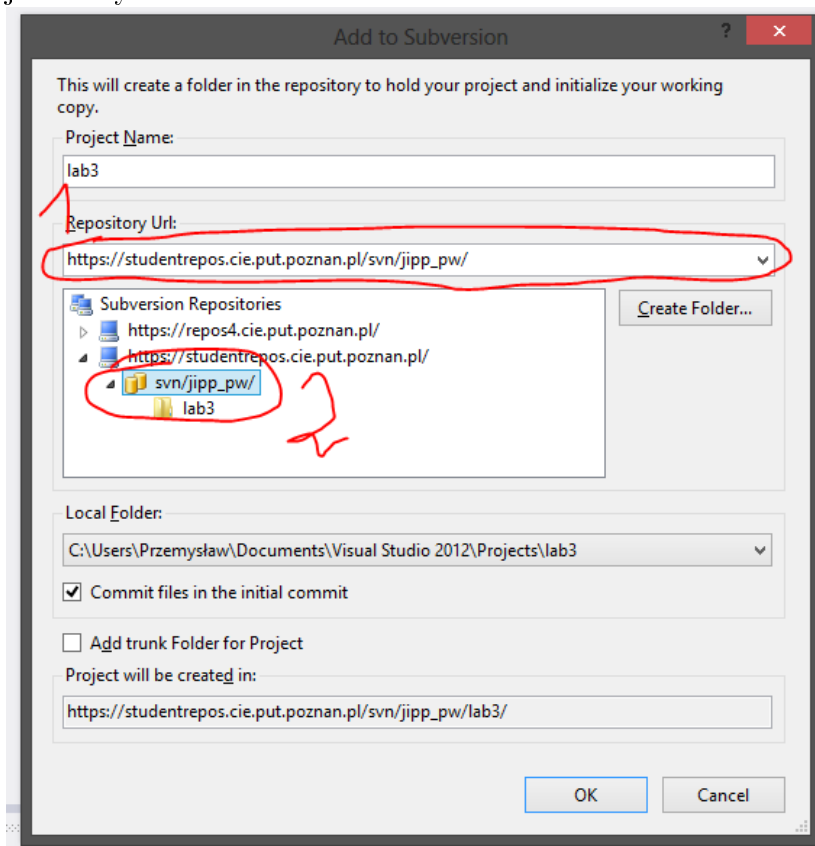 Add to Subversion
?
This will create a folder in the repository to hold your project and initialize your working
copy.
Project Name:
lab3
1
Repository Url:
https://studentrepos.cie.put.poznan.pl/svn/jipp_pw/
Subversion Repositories
Create Folder...
https://repos4.cie.put.poznan.pl/
https://studentrepos.cie.put.poznan.pl/
svn/jipp_pw/
2
lab3
Local Folder:
C:\Users\Przemysław\Documents\Visual Studio 2012\Projects\lab3
Commit files in the initial commit
Add trunk Folder for Project
Project will be created in:
https://studentrepos.cie.put.poznan.pl/svn/jipp_pw/lab3/
OK
Cancel